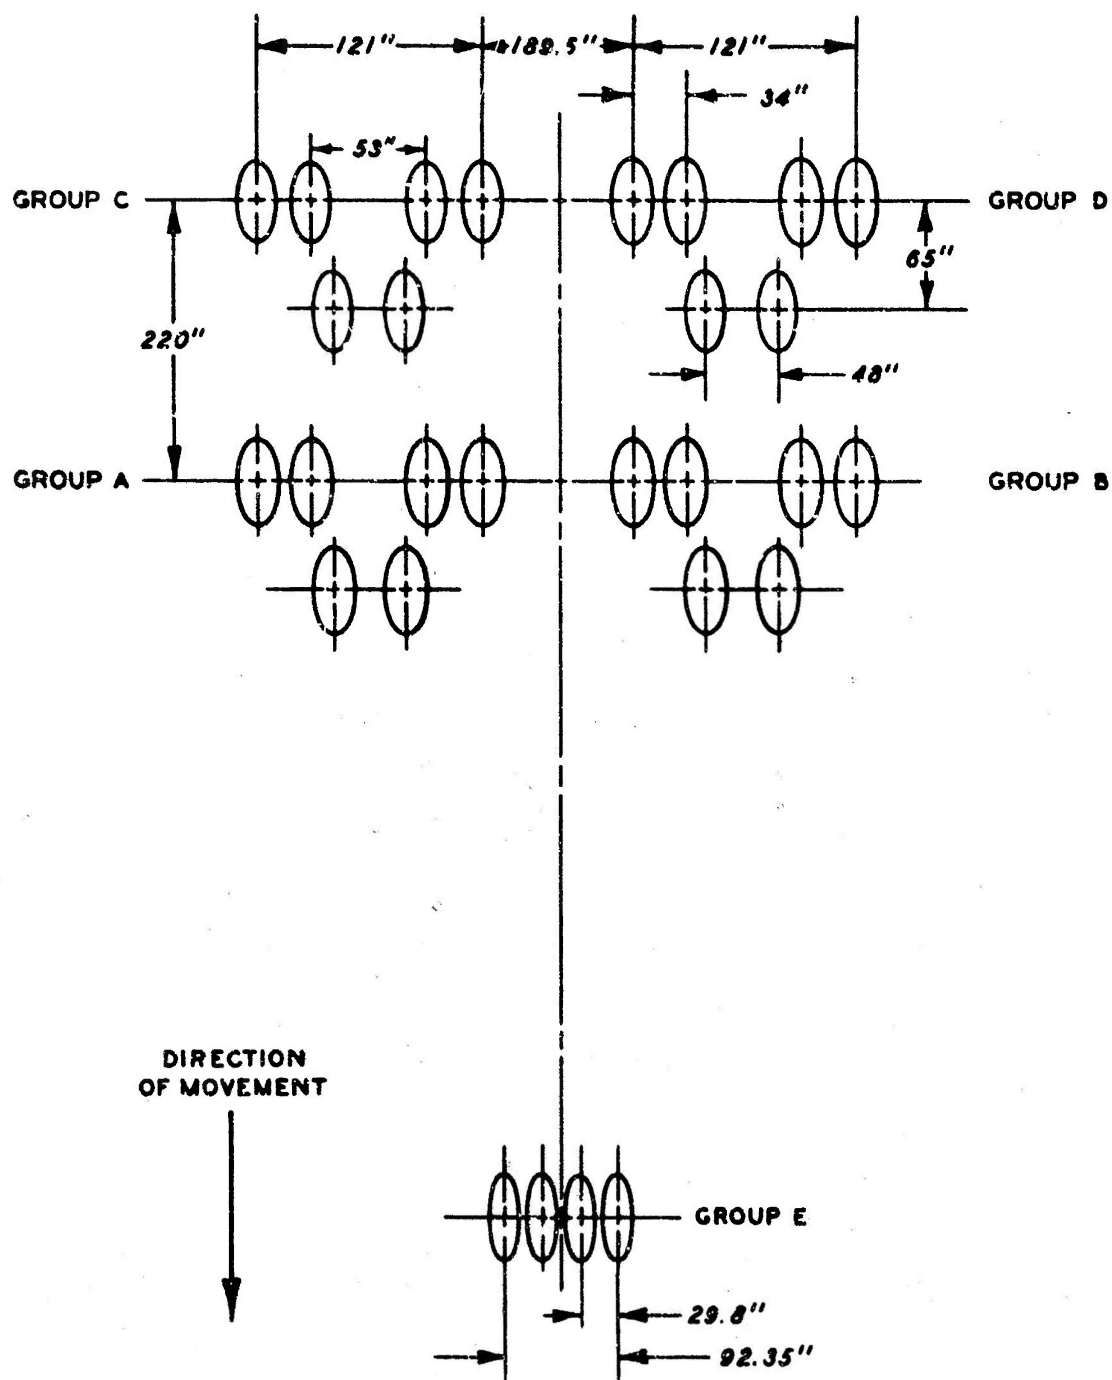 121"
189.5"
121"
34"
53"
GROUP C
GROUP D
65"
220"
48"
GROUP A
GROUP B
DIRECTION
OF MOVEMENT
GROUP E
29.8"
92.35"